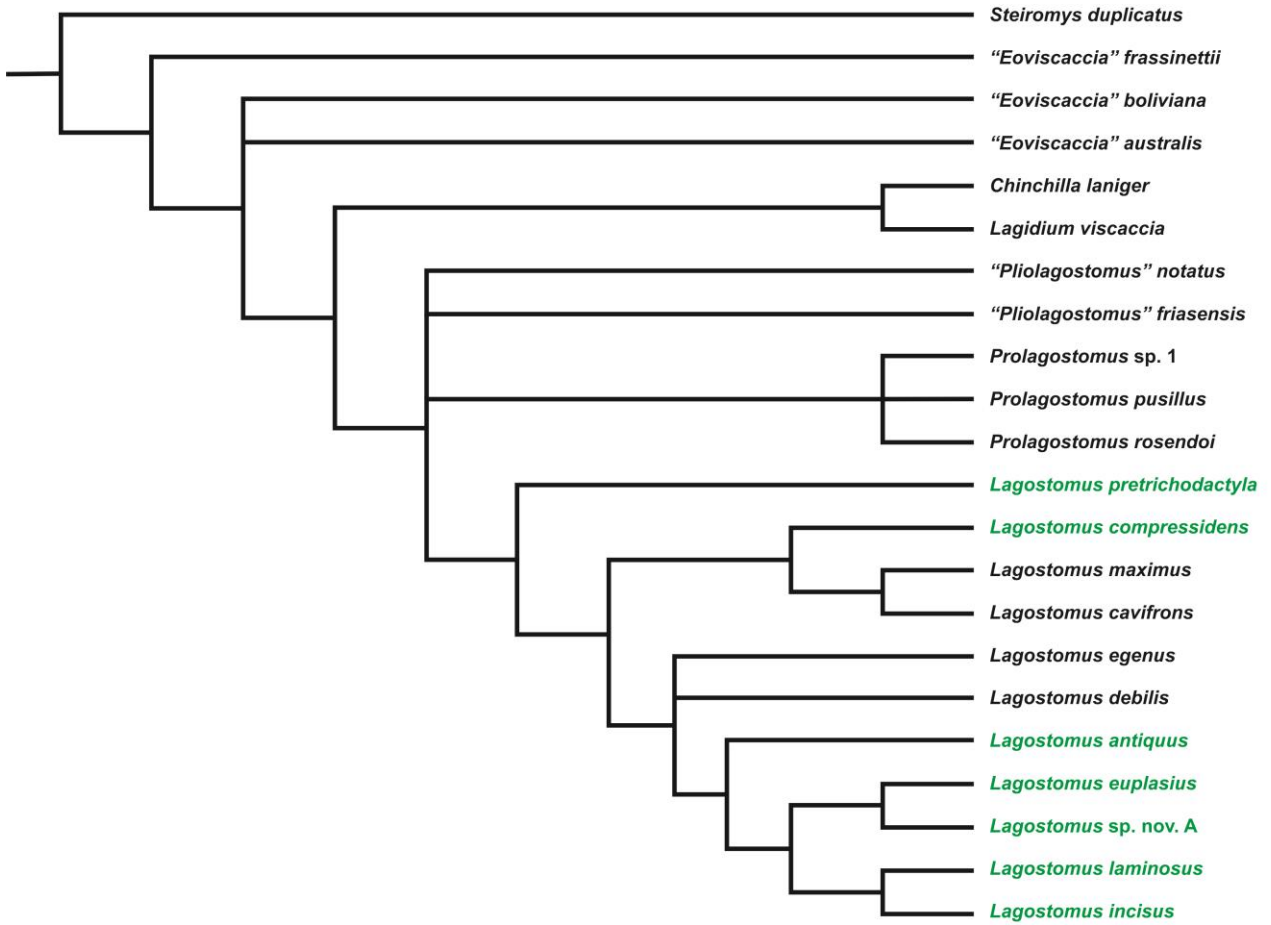 Steiromys duplicatus
“Eoviscaccia” frassinettii
“Eoviscaccia” boliviana
“Eoviscaccia” australis
Chinchilla laniger
Lagidium viscaccia
“Pliolagostomus” notatus
“Pliolagostomus” friasensis
Prolagostomus sp. 1
Prolagostomus pusillus
Prolagostomus rosendoi
Lagostomus pretrichodactyla
Lagostomus compressidens
Lagostomus maximus
Lagostomus cavifrons
Lagostomus egenus
Lagostomus debilis
Lagostomus antiquus
Lagostomus euplasius
Lagostomus sp. nov. A
Lagostomus laminosus
Lagostomus incisus